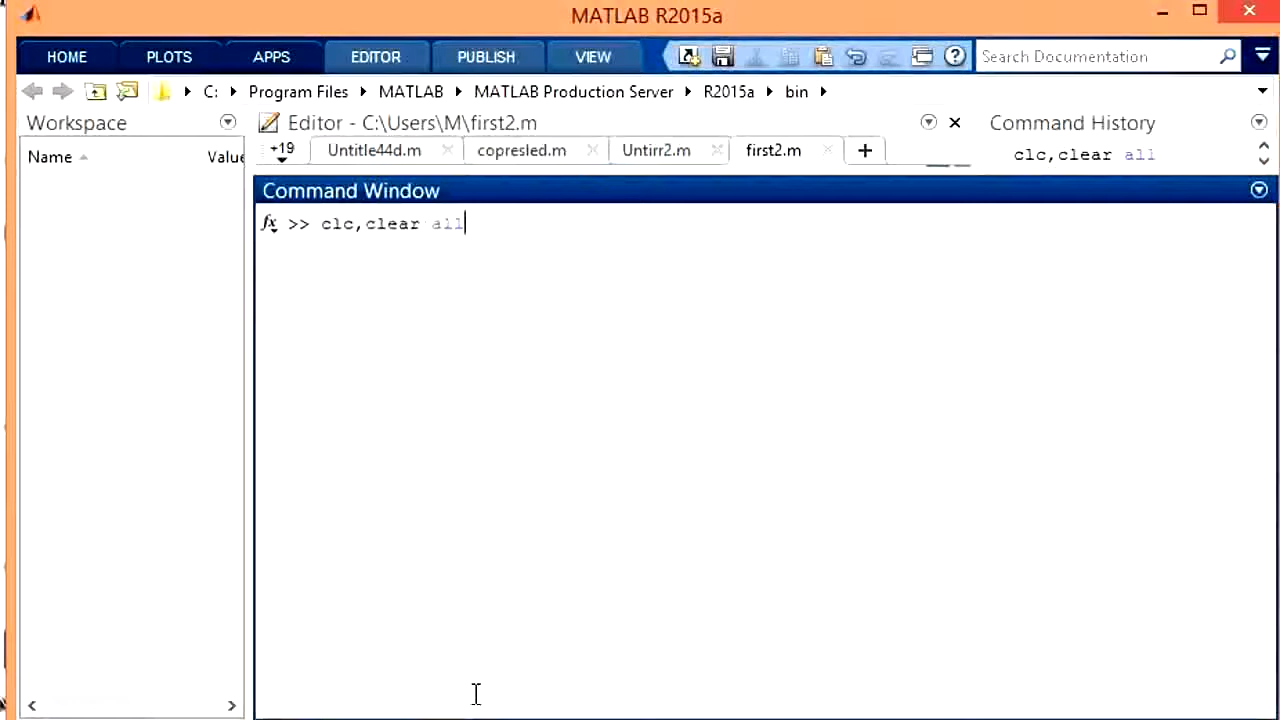 MATLAB R2015a
HOME PLOTS APPS EDITOR PUBLISH VIEW Search Documentation
C: Program Files MATLAB MATLAB Production Server R2015a bin
Workspace
Editor - C:\Users\M\first2.m
Command History
Name Value
+19 Untitle44d.m copresled.m Untirr2.m first2.m +
clc,clear all
Command Window
fx >> clc,clear all